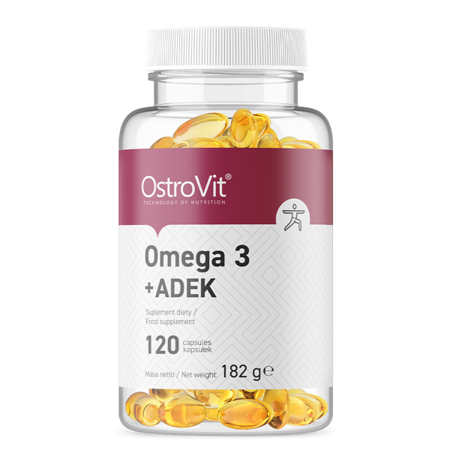 OstroVit®
TECHNOLOGY OF NUTRITION
Omega 3
+ADEK
Suplement diety /
Food supplement
120 capsules
kapsułek
Masa netto / Net weight: 182 g℮